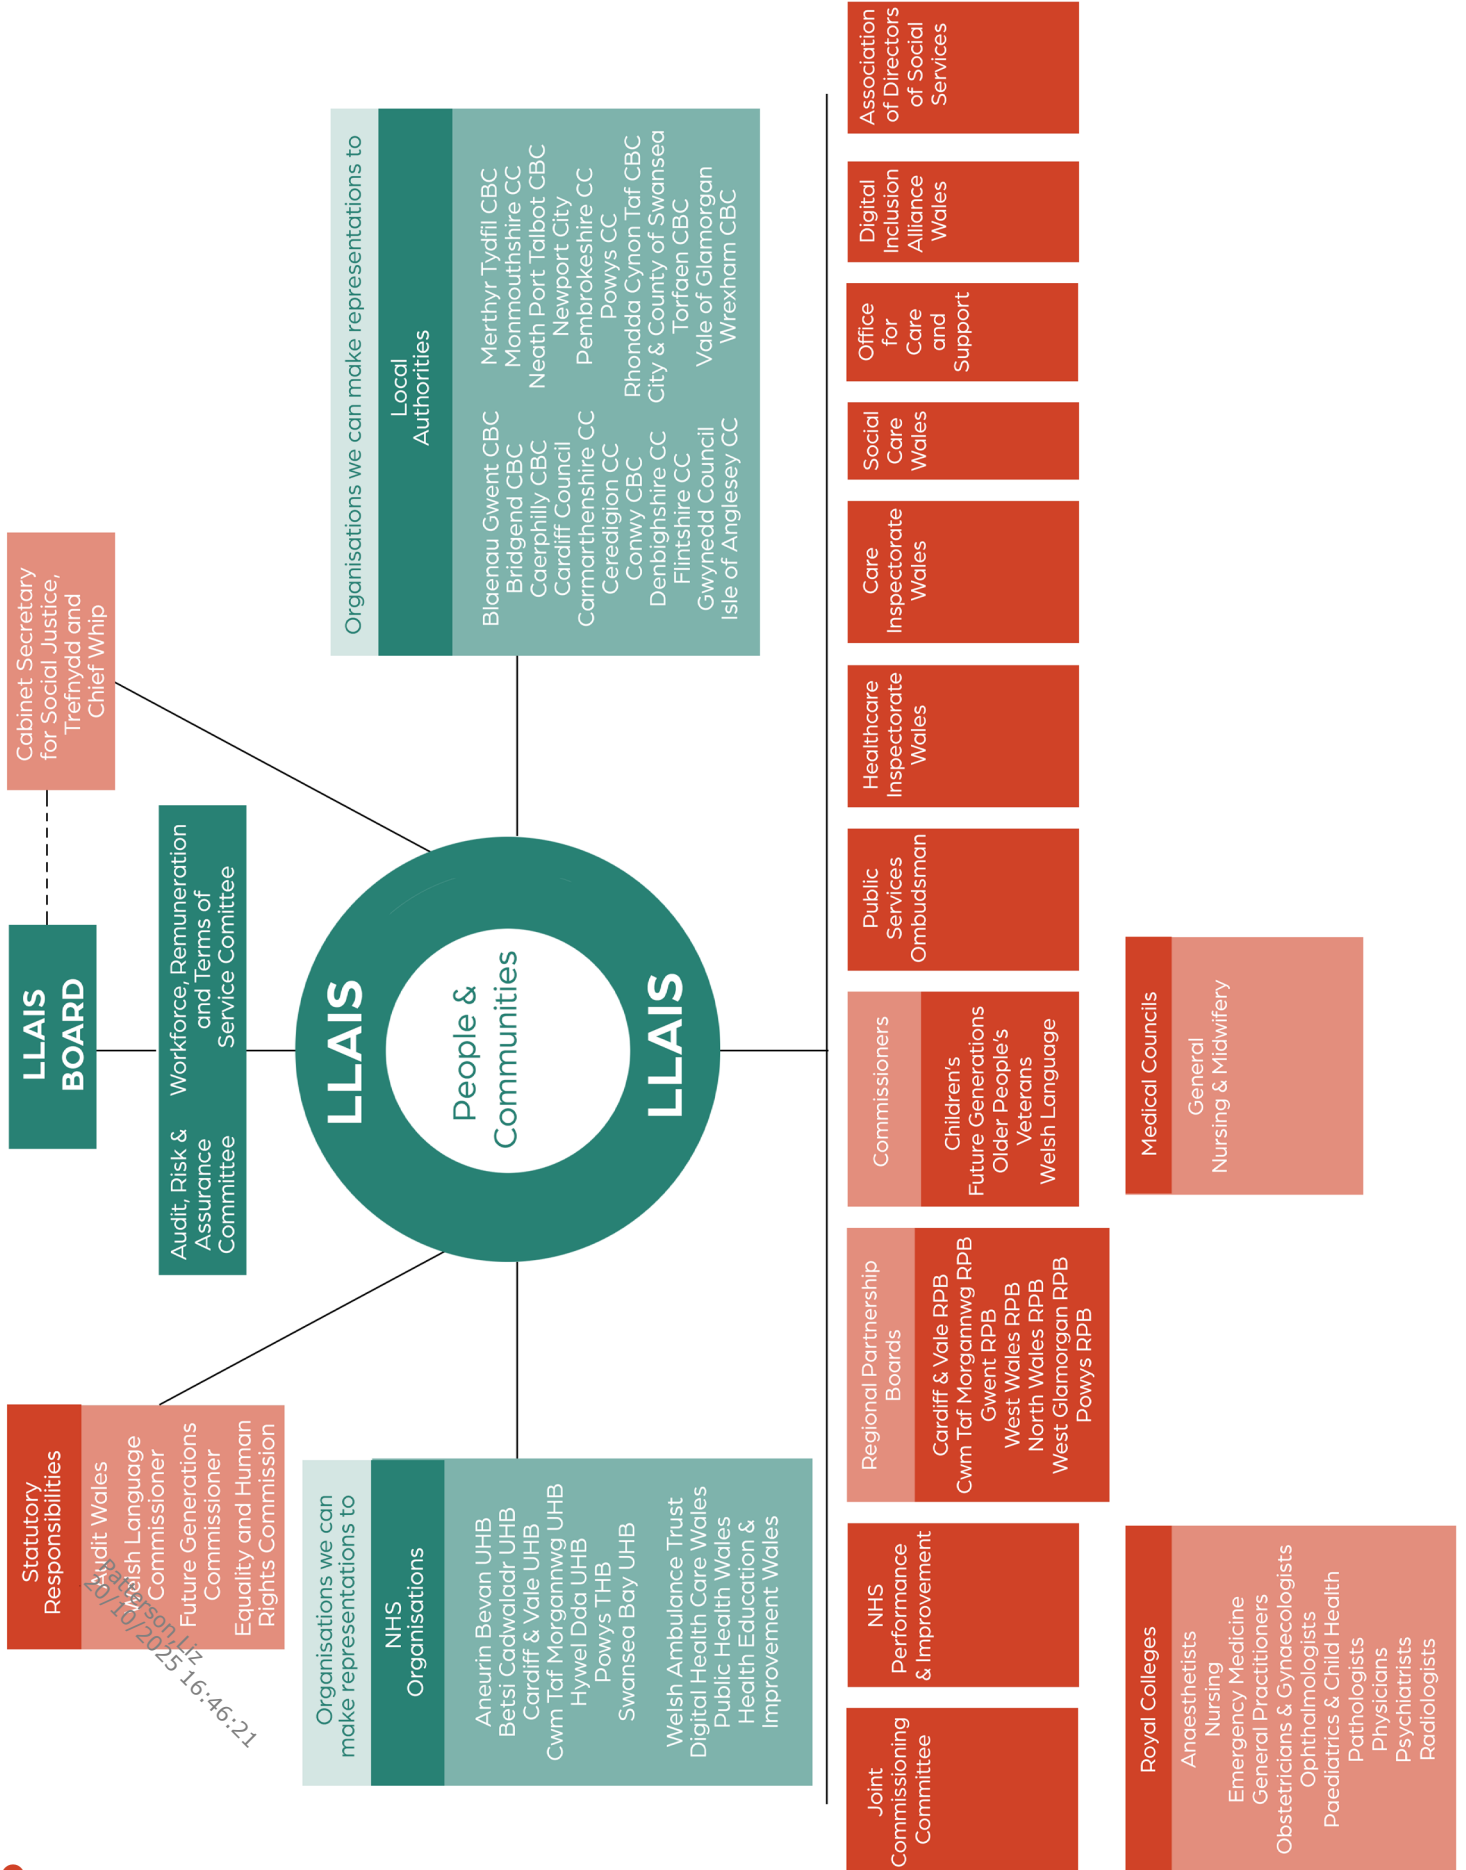 Statutory
Responsibilities
Audit Wales
Welsh Language
Commissioner
Future Generations
Commissioner
Equality and Human
Rights Commission
Patterson,Liz
20/10/2025 16:46:21
LLAIS
BOARD
Cabinet Secretary
for Social Justice,
Trefnydd and
Chief Whip
Audit, Risk &
Assurance
Committee
Workforce, Remuneration
and Terms of
Service Comittee
Organisations we can
make representations to
NHS
Organisations
Aneurin Bevan UHB
Betsi Cadwaladr UHB
Cardiff & Vale UHB
Cwm Taf Morgannwg UHB
Hywel Dda UHB
Powys THB
Swansea Bay UHB
Welsh Ambulance Trust
Digital Health Care Wales
Public Health Wales
Health Education &
Improvement Wales
LLAIS
People &
Communities
LLAIS
Organisations we can make representations to
Local
Authorities
Blaenau Gwent CBC
Bridgend CBC
Caerphilly CBC
Cardiff Council
Carmarthenshire CC
Ceredigion CC
Conwy CBC
Denbighshire CC
Flintshire CC
Gwynedd Council
Isle of Anglesey CC
Merthyr Tydfil CBC
Monmouthshire CC
Neath Port Talbot CBC
Newport City
Pembrokeshire CC
Powys CC
Rhondda Cynon Taf CBC
City & County of Swansea
Torfaen CBC
Vale of Glamorgan
Wrexham CBC
Joint
Commissioning
Committee
NHS
Performance
& Improvement
Regional Partnership
Boards
Cardiff & Vale RPB
Cwm Taf Morgannwg RPB
Gwent RPB
West Wales RPB
North Wales RPB
West Glamorgan RPB
Powys RPB
Commissioners
Children's
Future Generations
Older People's
Veterans
Welsh Language
Public
Services
Ombudsman
Healthcare
Inspectorate
Wales
Care
Inspectorate
Wales
Social
Care
Wales
Office
for
Care
and
Support
Digital
Inclusion
Alliance
Wales
Association
of Directors
of Social
Services
Royal Colleges
Anaesthetists
Nursing
Emergency Medicine
General Practitioners
Obstetricians & Gynaecologists
Ophthalmologists
Paediatrics & Child Health
Pathologists
Physicians
Psychiatrists
Radiologists
Medical Councils
General
Nursing & Midwifery